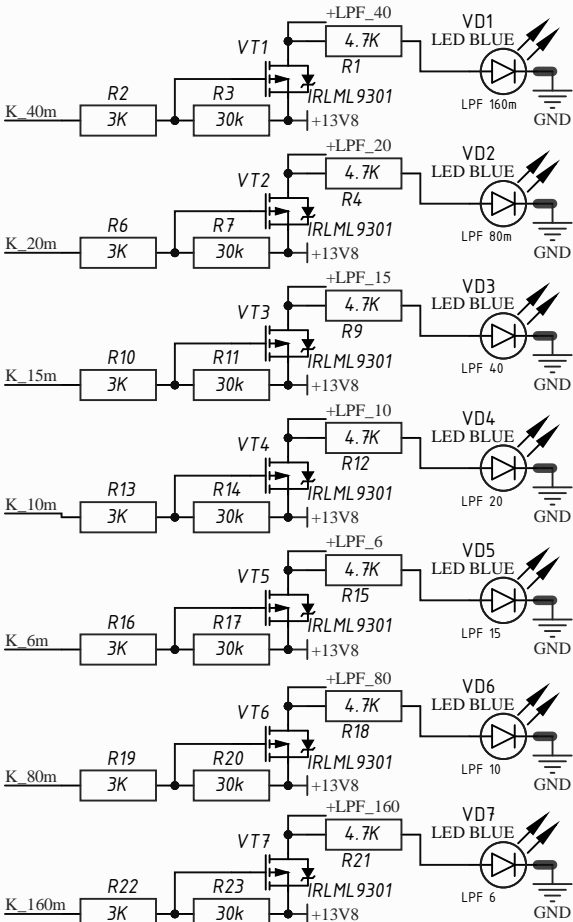 +LPF_40
VD1
LED BLUE
VT1
4.7K
R1
R2
R3
IRLML9301
LPF 160m
K_40m
3K
30k
+13V8
GND
+LPF_20
VD2
LED BLUE
VT2
4.7K
R4
R6
R7
IRLML9301
LPF 80m
K_20m
3K
30k
+13V8
GND
+LPF_15
VD3
LED BLUE
VT3
4.7K
R9
R10
R11
IRLML9301
LPF 40
K_15m
3K
30k
+13V8
GND
+LPF_10
VD4
LED BLUE
VT4
4.7K
R12
R13
R14
IRLML9301
LPF 20
K_10m
3K
30k
+13V8
GND
+LPF_6
VD5
LED BLUE
VT5
4.7K
R15
R16
R17
IRLML9301
LPF 15
K_6m
3K
30k
+13V8
GND
+LPF_80
VD6
LED BLUE
VT6
4.7K
R18
R19
R20
IRLML9301
LPF 10
K_80m
3K
30k
+13V8
GND
+LPF_160
VD7
LED BLUE
VT7
4.7K
R21
R22
R23
IRLML9301
LPF 6
K_160m
3K
30k
+13V8
GND